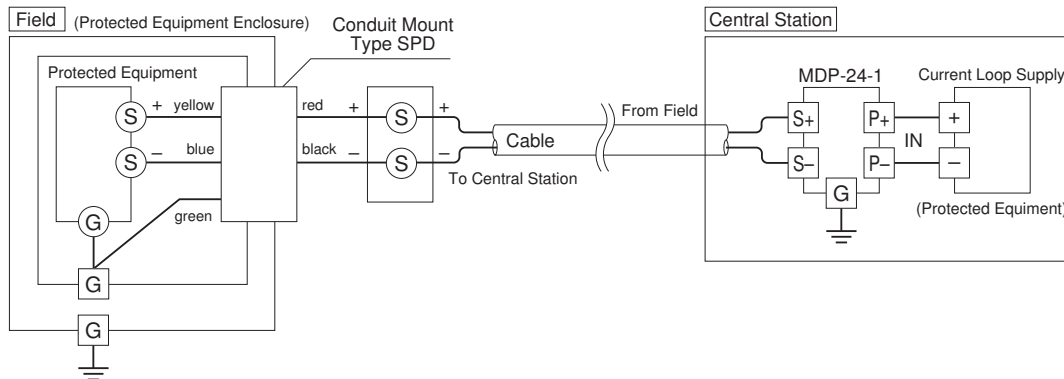 Field (Protected Equipment Enclosure)
Conduit Mount
Type SPD
Central Station
Protected Equipment
MDP-24-1
Current Loop Supply
S + yellow
red + S +
From Field
S+ P+ +
IN
S – blue
black – S –
Cable
S– P– –
To Central Station
G
green
G
(Protected Equiment)
G
G